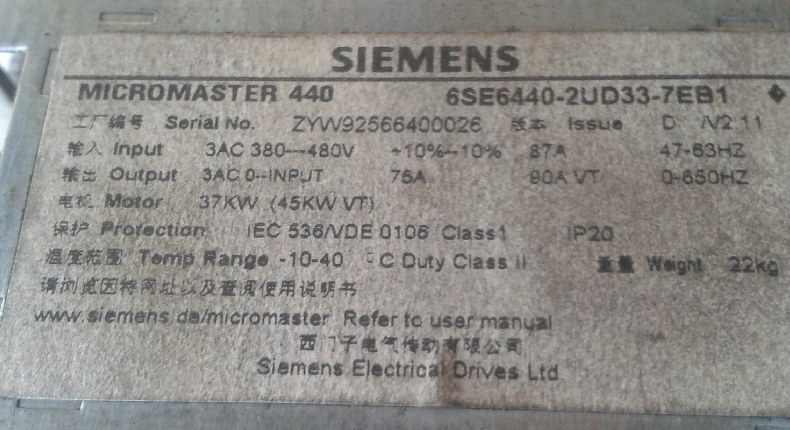 SIEMENS
MICROMASTER 440 6SE6440-2UD33-7EB1
工厂编号 Serial No. ZYW92566400026 版本 Issue D /V2.11
输入 Input 3AC 380---480V +10%--10% 87A 47-63HZ
输出 Output 3AC 0--INPUT 75A 90A VT 0-650HZ
电机 Motor 37KW (45KW VT)
保护 Protection IEC 536/VDE 0106 Class1 IP20
温度范围 Temp Range -10-40 °C Duty Class II 重量 Weight 22kg
请浏览因特网址以及查阅使用说明书
www.siemens.de/micromaster Refer to user manual
西门子电气传动有限公司
Siemens Electrical Drives Ltd